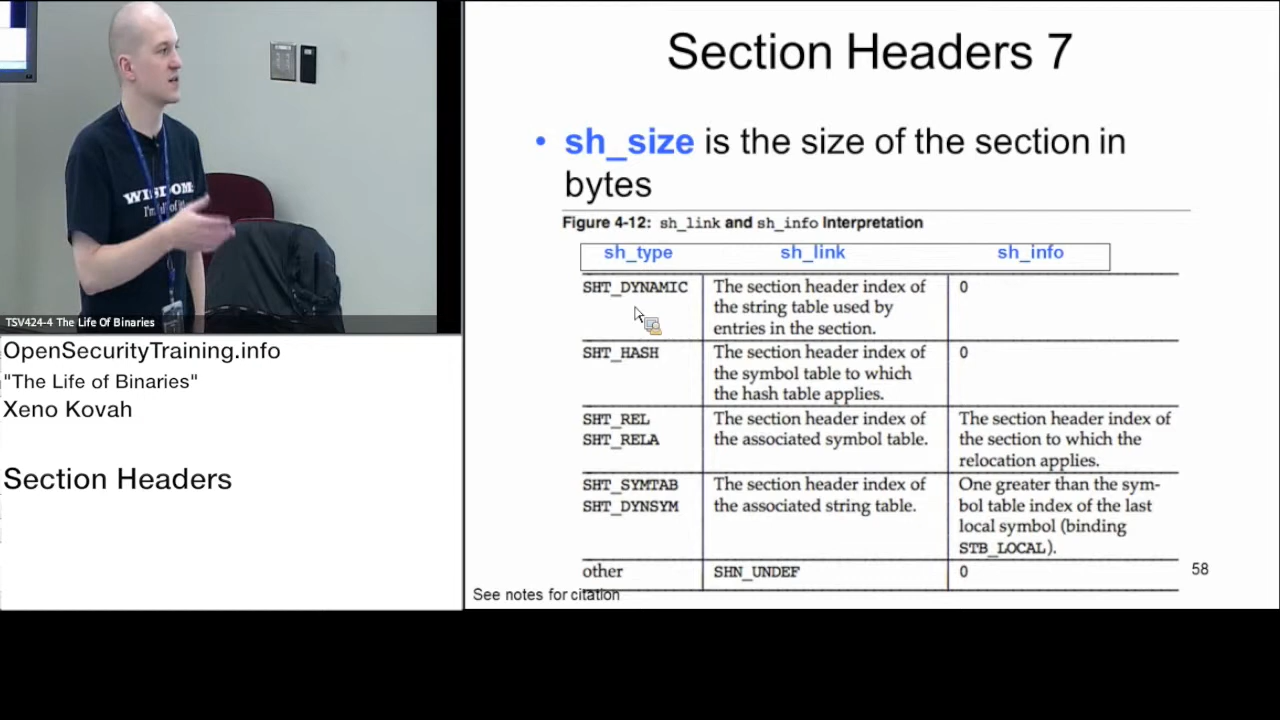 WISDOM:
TSV424-4 The Life Of Binaries
OpenSecurityTraining.info
"The Life of Binaries"
Xeno Kovah
Section Headers
Section Headers 7
• sh_size is the size of the section in
bytes
Figure 4-12: sh_link and sh_info Interpretation
sh_type sh_link sh_info
SHT_DYNAMIC The section header index of 0
the string table used by
entries in the section.
SHT_HASH The section header index of 0
the symbol table to which
the hash table applies.
SHT_REL The section header index of The section header index of
SHT_RELA the associated symbol table. the section to which the
relocation applies.
SHT_SYMTAB The section header index of One greater than the sym-
SHT_DYNSYM the associated string table. bol table index of the last
local symbol (binding
STB_LOCAL).
other SHN_UNDEF 0
58
See notes for citation